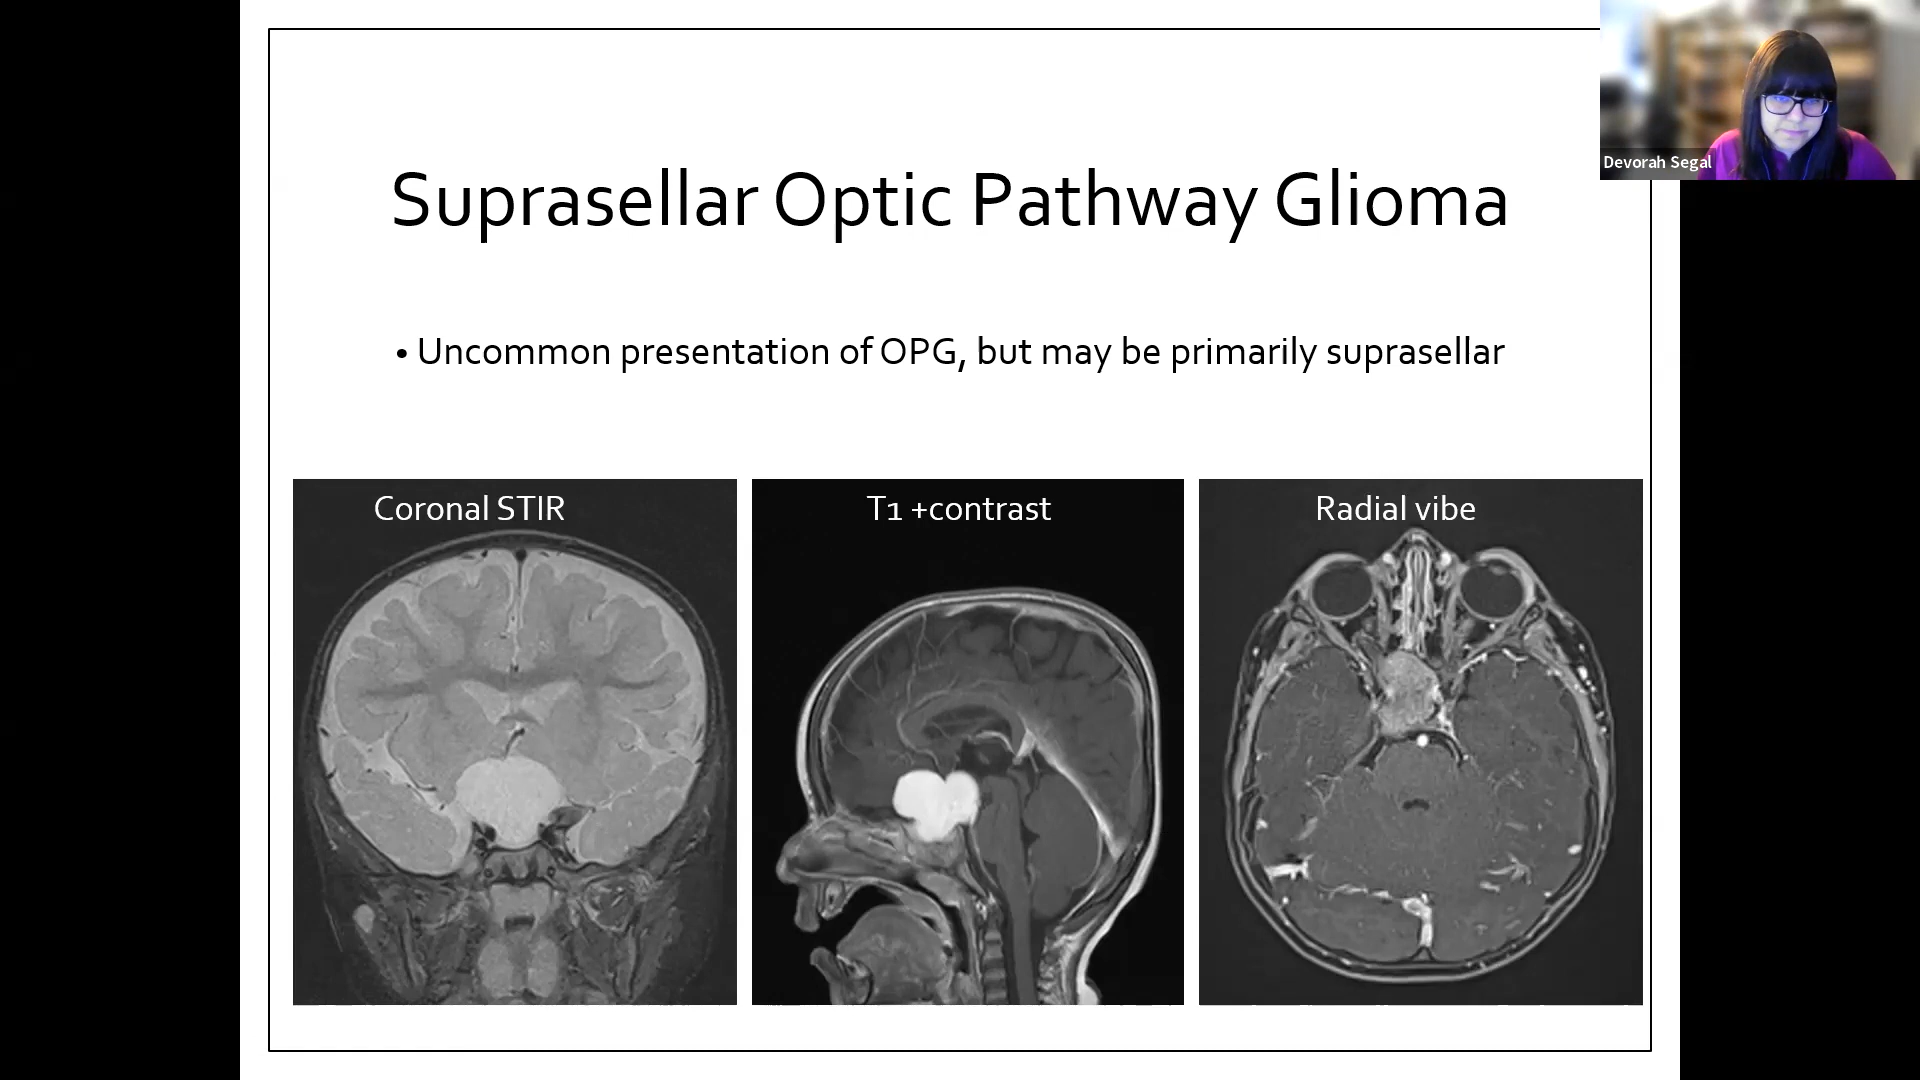 Devorah Segal
Suprasellar Optic Pathway Glioma
• Uncommon presentation of OPG, but may be primarily suprasellar
Coronal STIR
T1 +contrast
Radial vibe